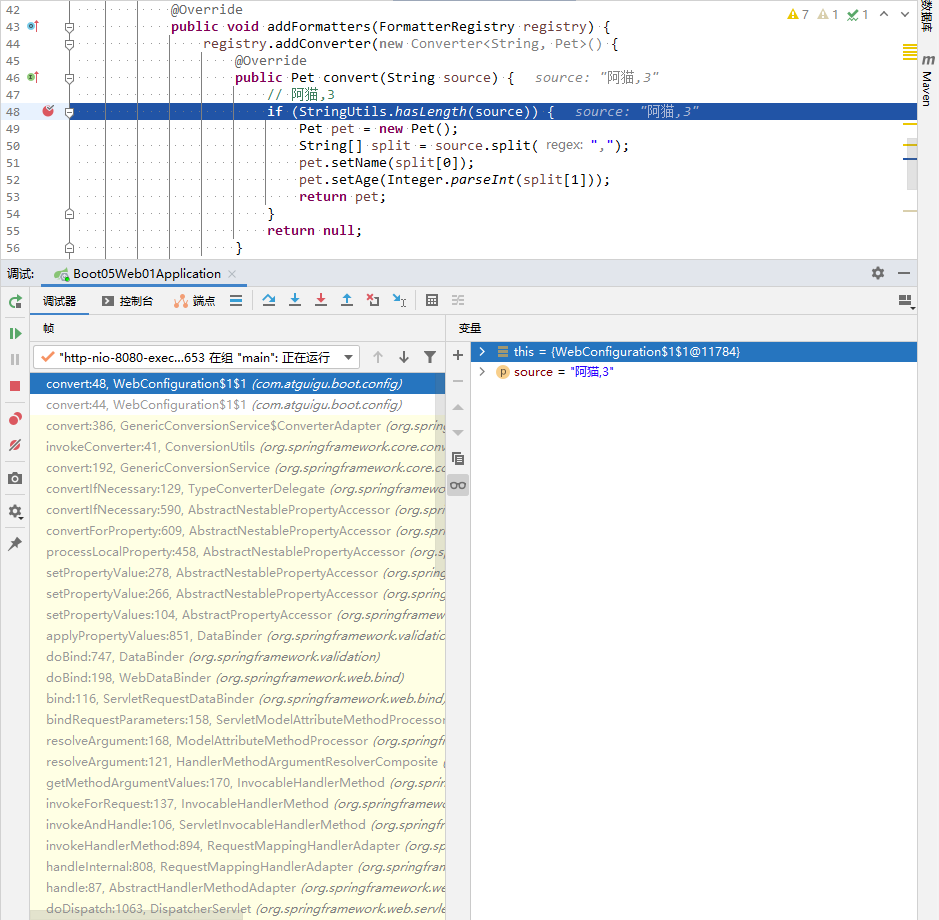 42 @Override
43 public void addFormatters(FormatterRegistry registry) {
44 registry.addConverter(new Converter<String, Pet>() {
45 @Override
46 public Pet convert(String source) { source: "阿猫,3"
47 // 阿猫,3
48 if (StringUtils.hasLength(source)) { source: "阿猫,3"
49 Pet pet = new Pet();
50 String[] split = source.split( regex: ",");
51 pet.setName(split[0]);
52 pet.setAge(Integer.parseInt(split[1]));
53 return pet;
54 }
55 return null;
56 }
7 1 1
数据库
m Maven
调试: Boot05Web01Application
调试器 控制台 端点
帧
变量
"http-nio-8080-exec...653 在组 "main": 正在运行
this = {WebConfiguration$1$1@11784}
p source = "阿猫,3"
convert:48, WebConfiguration$1$1 (com.atguigu.boot.config)
convert:44, WebConfiguration$1$1 (com.atguigu.boot.config)
convert:386, GenericConversionService$ConverterAdapter (org.spring
invokeConverter:41, ConversionUtils (org.springframework.core.conv
convert:192, GenericConversionService (org.springframework.core.co
convertIfNecessary:129, TypeConverterDelegate (org.springframewo
convertIfNecessary:590, AbstractNestablePropertyAccessor (org.spri
convertForProperty:609, AbstractNestablePropertyAccessor (org.spri
processLocalProperty:458, AbstractNestablePropertyAccessor (org.s
setPropertyValue:278, AbstractNestablePropertyAccessor (org.spring
setPropertyValue:266, AbstractNestablePropertyAccessor (org.spring
setPropertyValues:104, AbstractPropertyAccessor (org.springframew
applyPropertyValues:851, DataBinder (org.springframework.validatio
doBind:747, DataBinder (org.springframework.validation)
doBind:198, WebDataBinder (org.springframework.web.bind)
bind:116, ServletRequestDataBinder (org.springframework.web.bind)
bindRequestParameters:158, ServletModelAttributeMethodProcessor
resolveArgument:168, ModelAttributeMethodProcessor (org.springfr
resolveArgument:121, HandlerMethodArgumentResolverComposite (
getMethodArgumentValues:170, InvocableHandlerMethod (org.sprin
invokeForRequest:137, InvocableHandlerMethod (org.springframewo
invokeAndHandle:106, ServletInvocableHandlerMethod (org.springfr
invokeHandlerMethod:894, RequestMappingHandlerAdapter (org.sp
handleInternal:808, RequestMappingHandlerAdapter (org.springfran
handle:87, AbstractHandlerMethodAdapter (org.springframework.we
doDispatch:1063, DispatcherServlet (org.springframework.web.servle